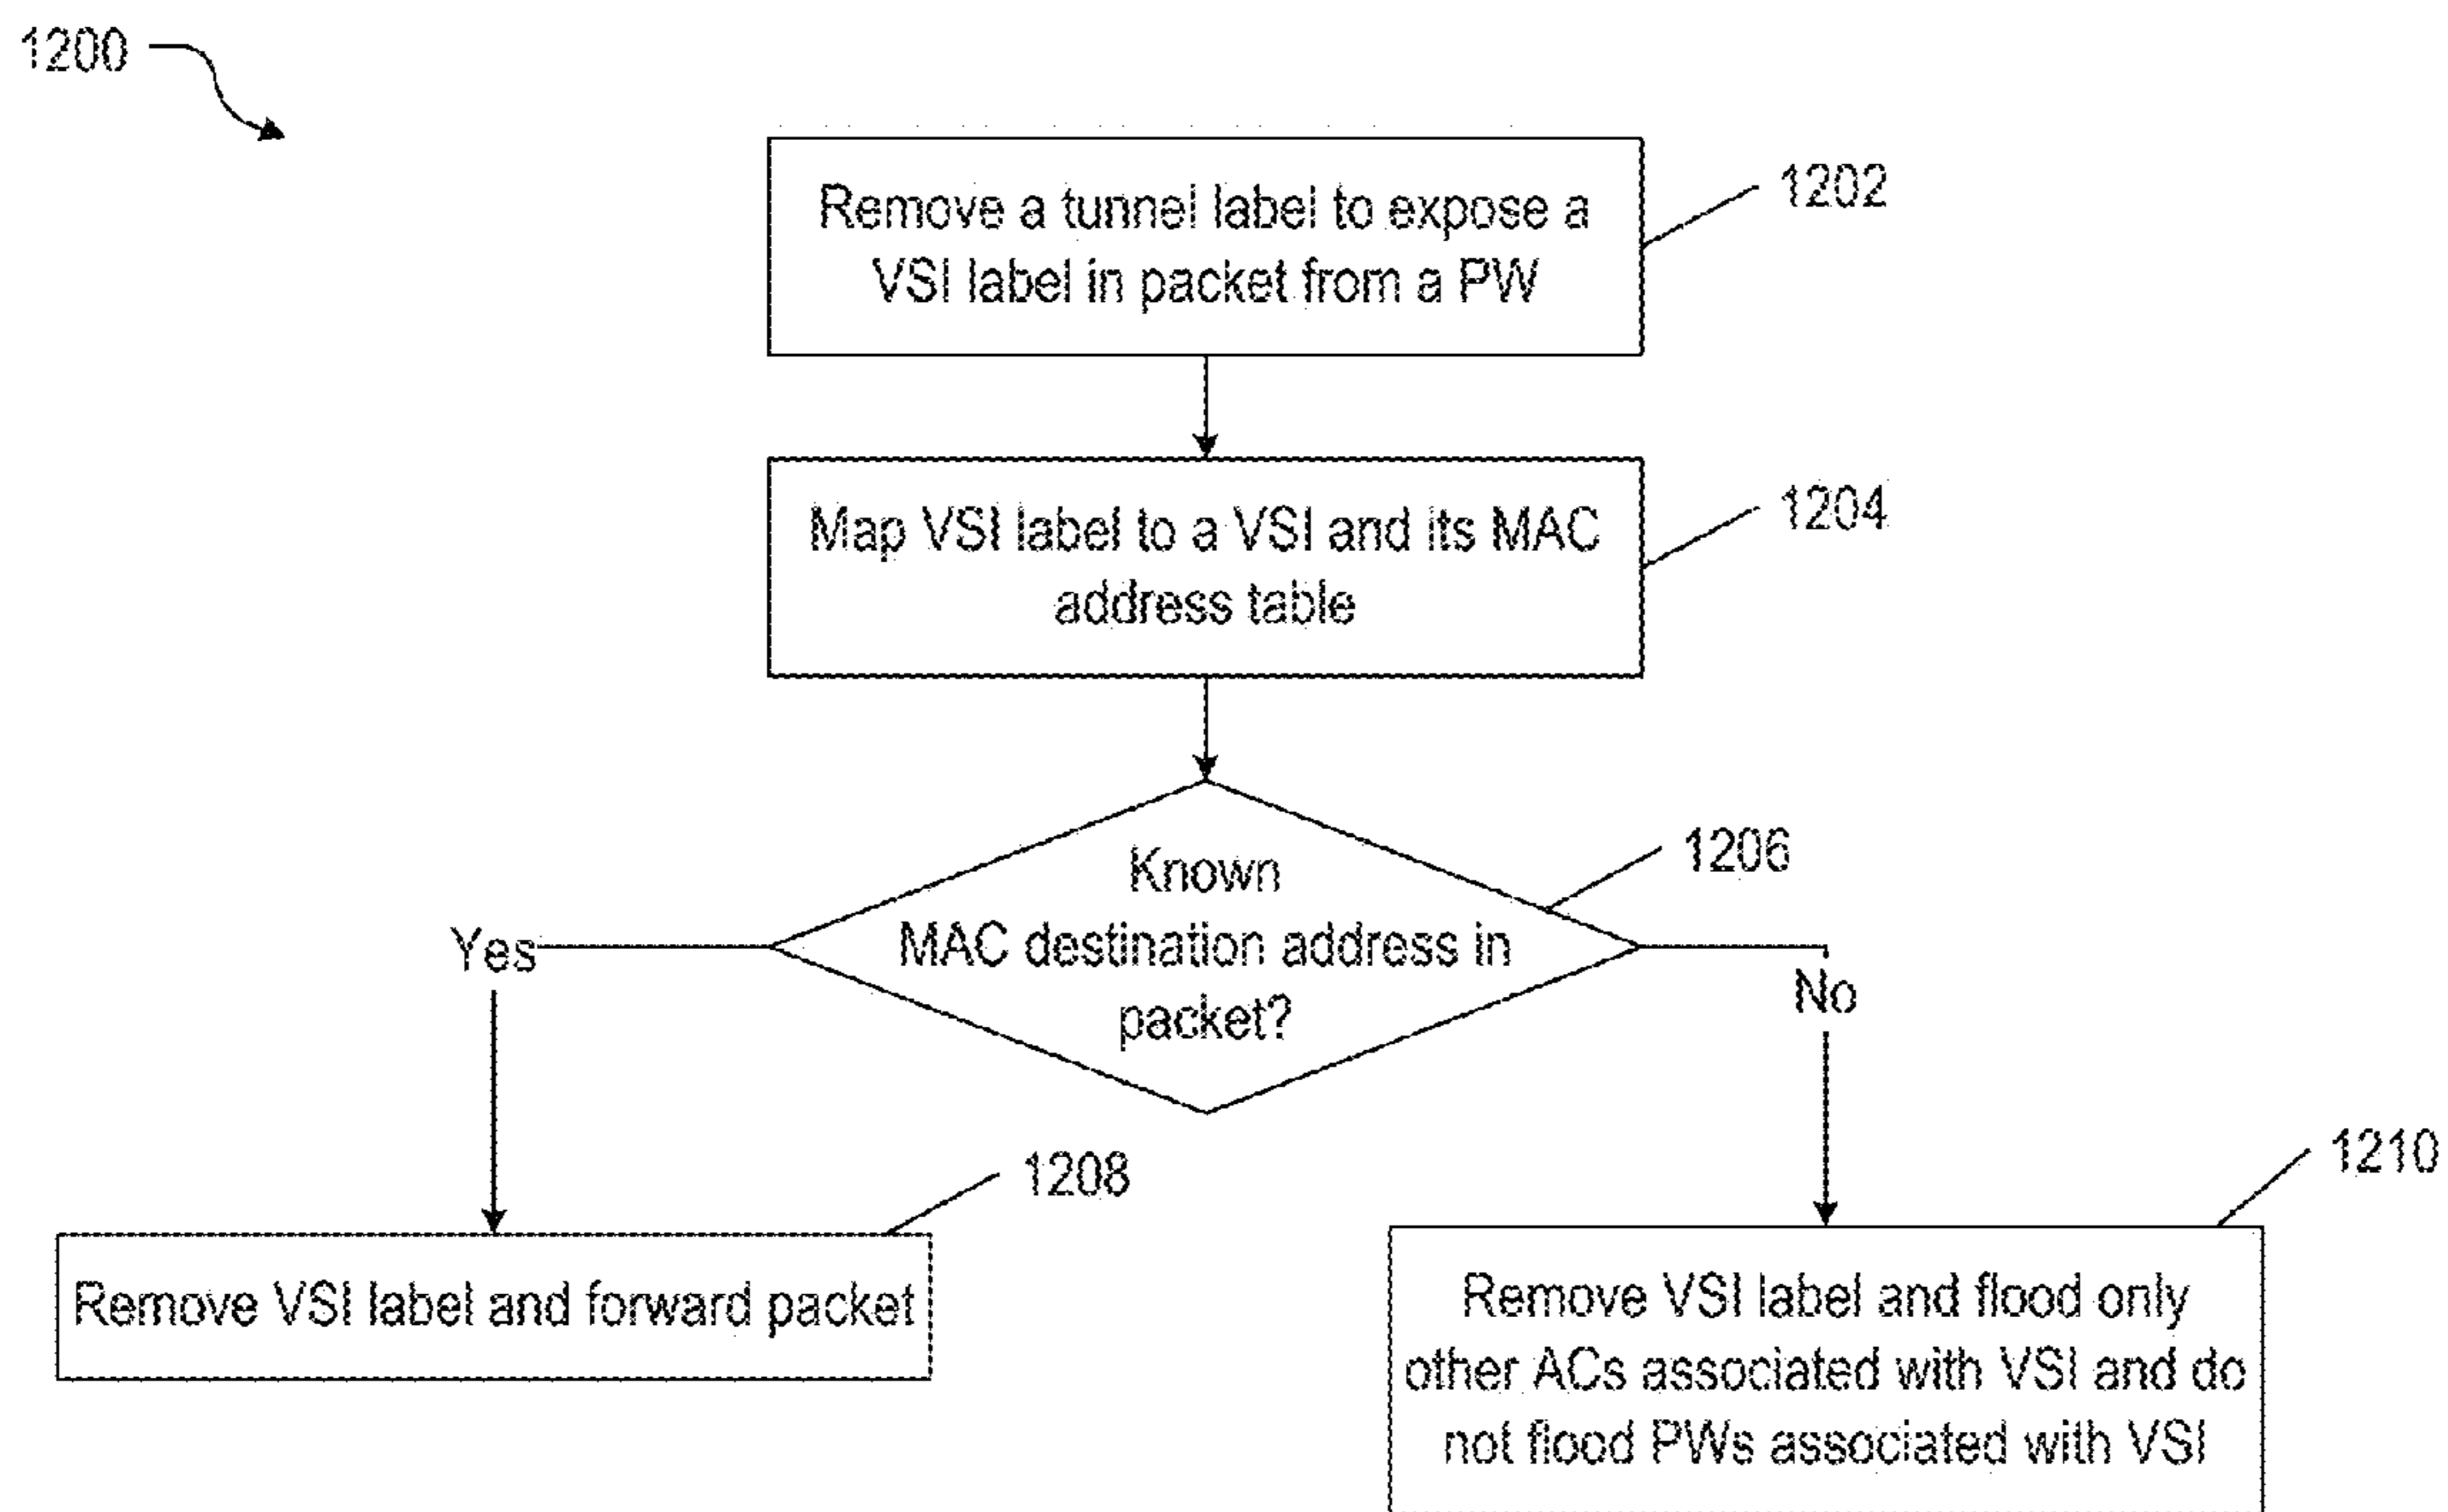 1200
Remove a tunnel label to expose a
VSI label in packet from a PW
1202
Map VSI label to a VSI and its MAC
address table
1204
Known
MAC destination address in
packet?
1206
Yes
No
1208
Remove VSI label and forward packet
1210
Remove VSI label and flood only
other ACs associated with VSI and do
not flood PWs associated with VSI